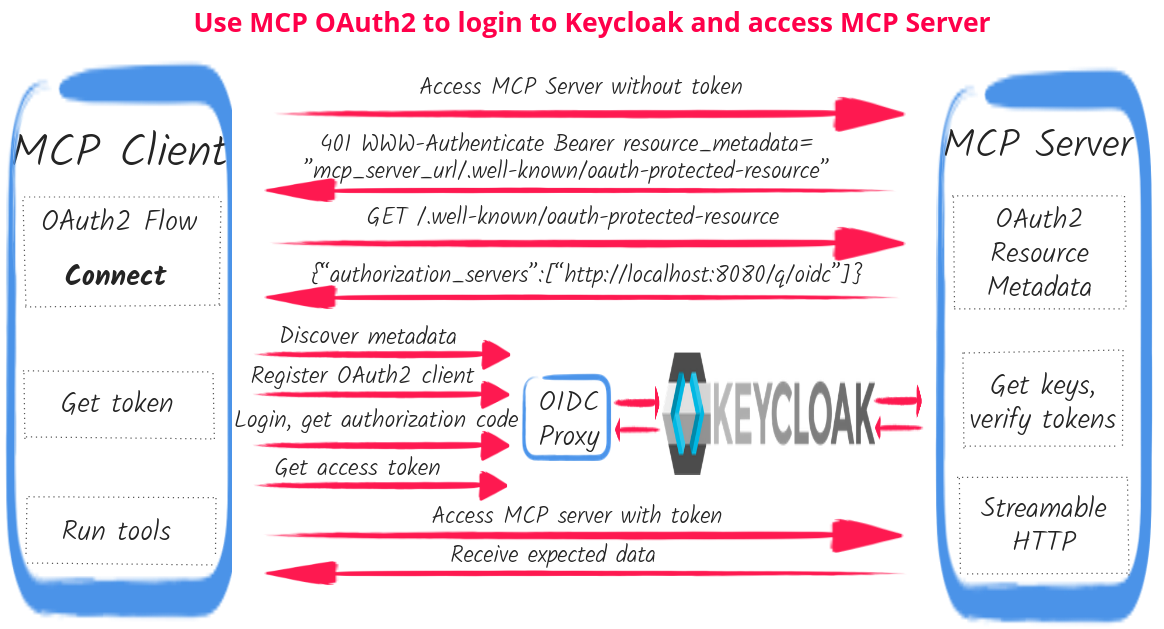 Use MCP OAuth2 to login to Keycloak and access MCP Server
MCP Client
OAuth2 Flow
Connect
Get token
Run tools
Access MCP Server without token
401 WWW-Authenticate Bearer resource_metadata=
"mcp_server_url/.well-known/oauth-protected-resource"
GET /.well-known/oauth-protected-resource
{“authorization_servers”:[“http://localhost:8080/q/oidc”]}
Discover metadata
Register OAuth2 client
Login, get authorization code
Get access token
OIDC
Proxy
KEYCLOAK
Access MCP server with token
Receive expected data
MCP Server
OAuth2
Resource
Metadata
Get keys,
verify tokens
Streamable
HTTP